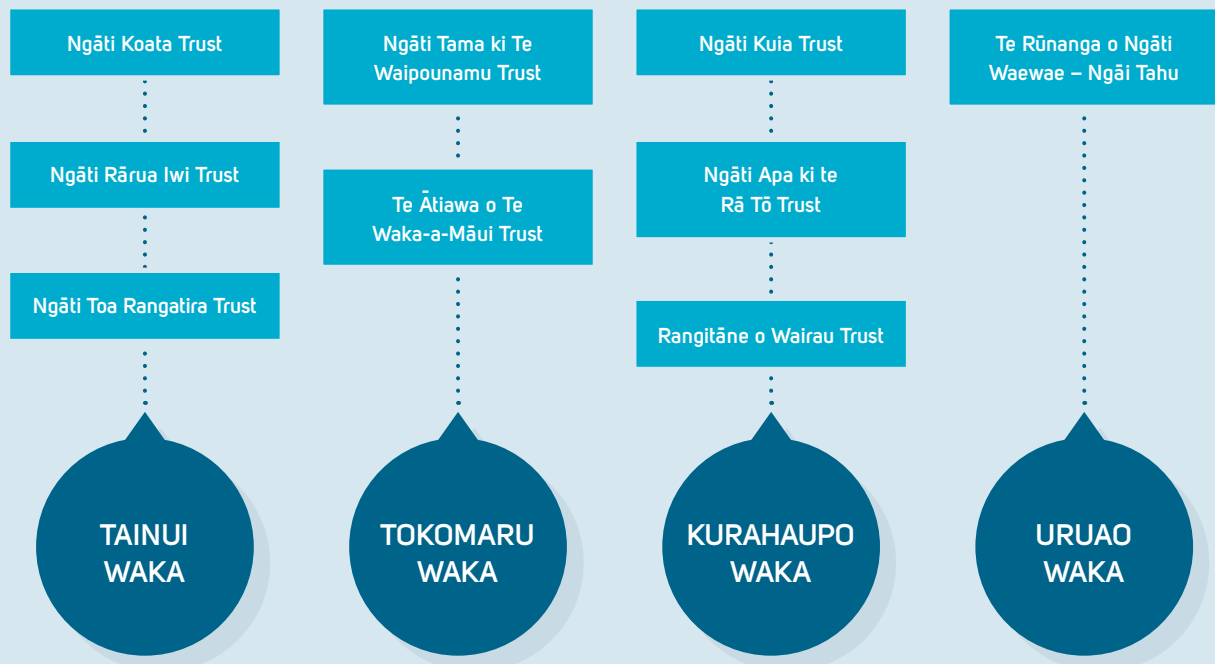 Ngāti Koata Trust
Ngāti Rārua Iwi Trust
Ngāti Toa Rangatira Trust
TAINUI
WAKA
Ngāti Tama ki Te
Waipounamu Trust
Te Ātiawa o Te
Waka-a-Māui Trust
TOKOMARU
WAKA
Ngāti Kuia Trust
Ngāti Apa ki te
Rā Tō Trust
Rangitāne o Wairau Trust
KURAHAUPO
WAKA
Te Rūnanga o Ngāti
Waewae – Ngāi Tahu
URUAO
WAKA